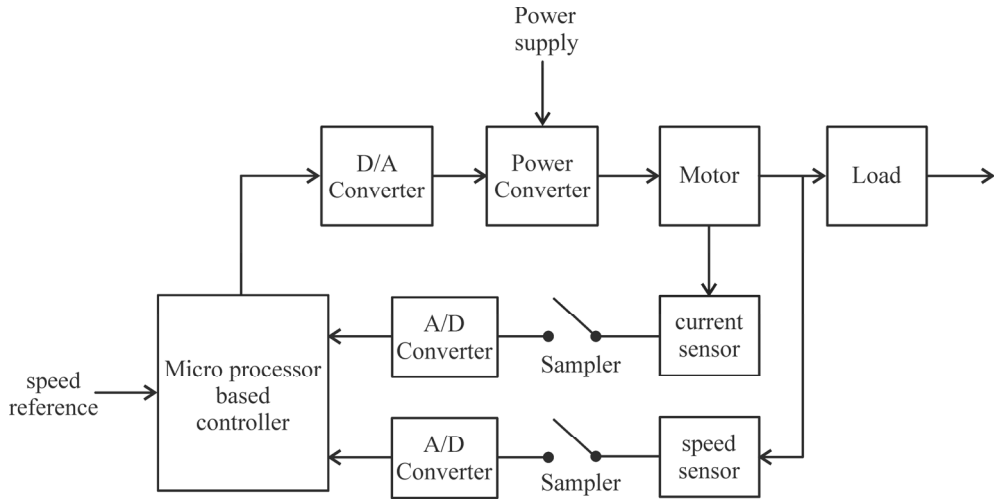 Power
supply
D/A
Converter
Power
Converter
Motor
Load
Micro processor
based
controller
A/D
Converter
Sampler
current
sensor
speed
reference
A/D
Converter
Sampler
speed
sensor